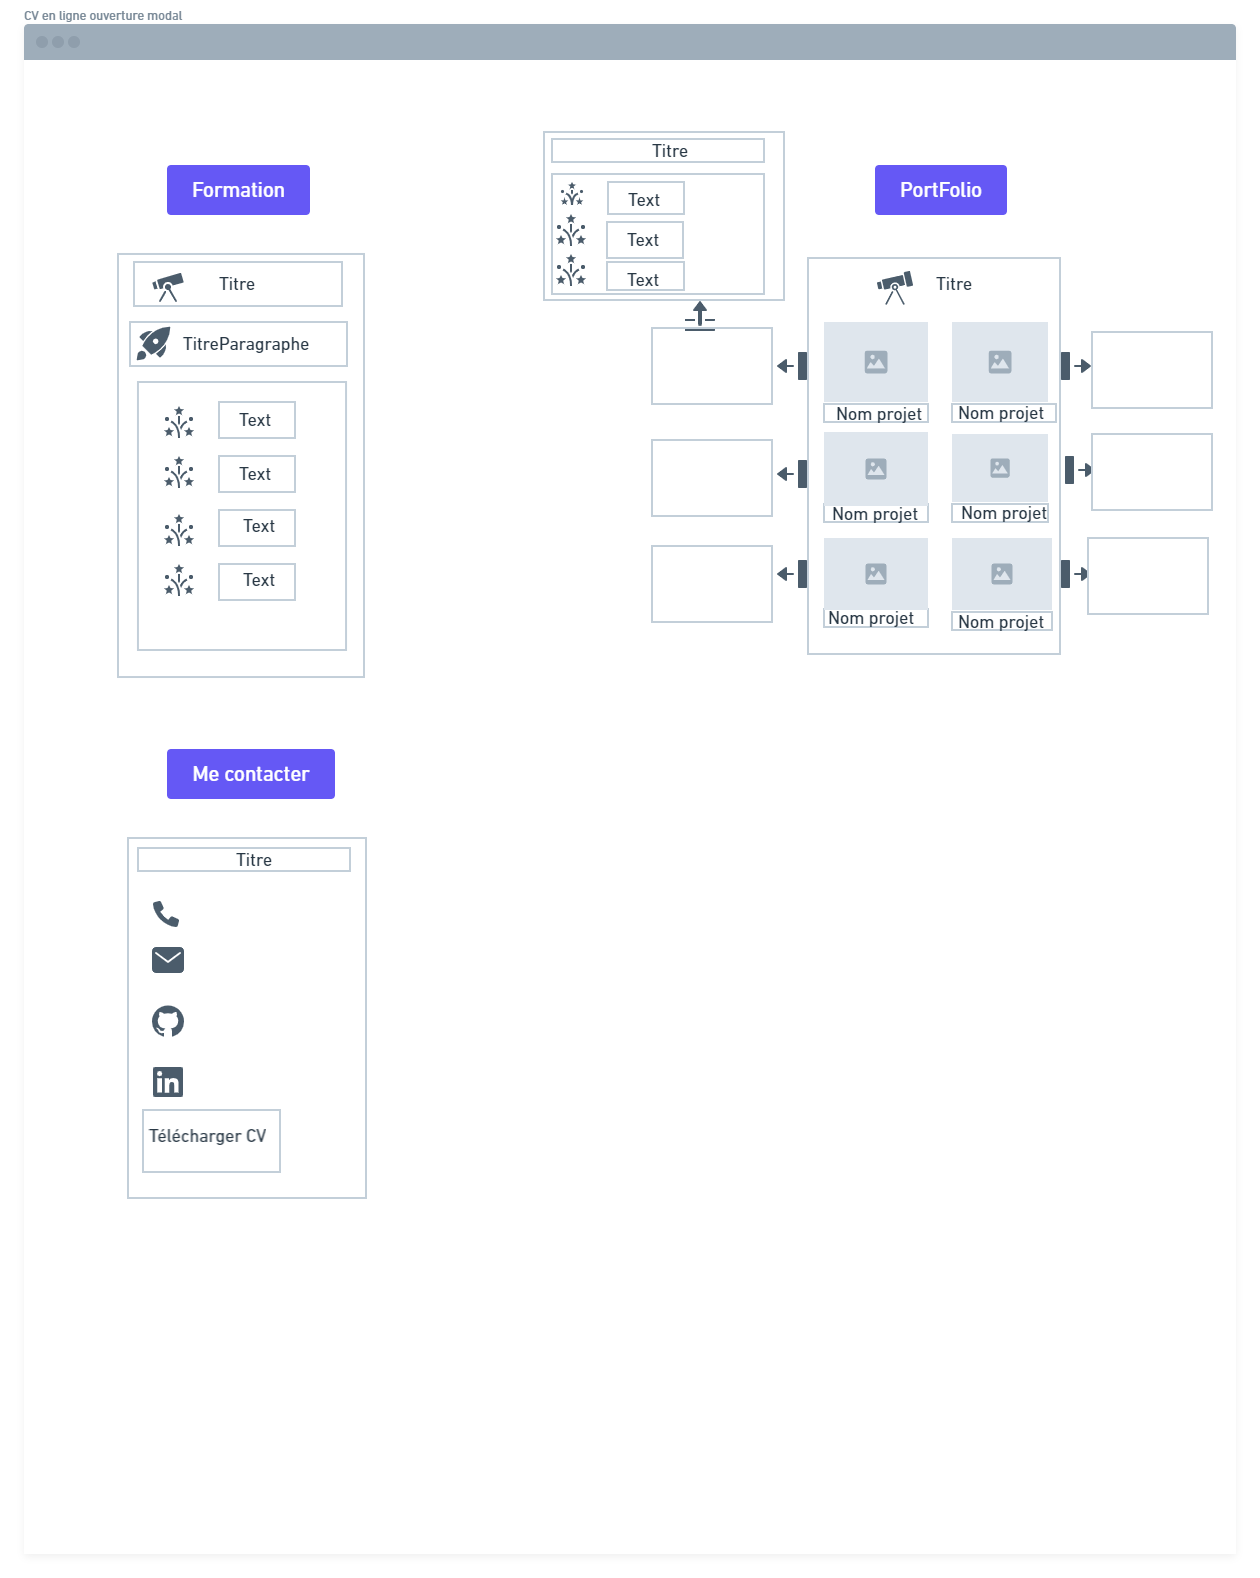 CV en ligne ouverture modal
Formation
Titre
TitreParagraphe
Text
Text
Text
Text
Titre
Text
Text
Text
PortFolio
Titre
Nom projet
Nom projet
Nom projet
Nom projet
Nom projet
Nom projet
Me contacter
Titre
in
Télécharger CV